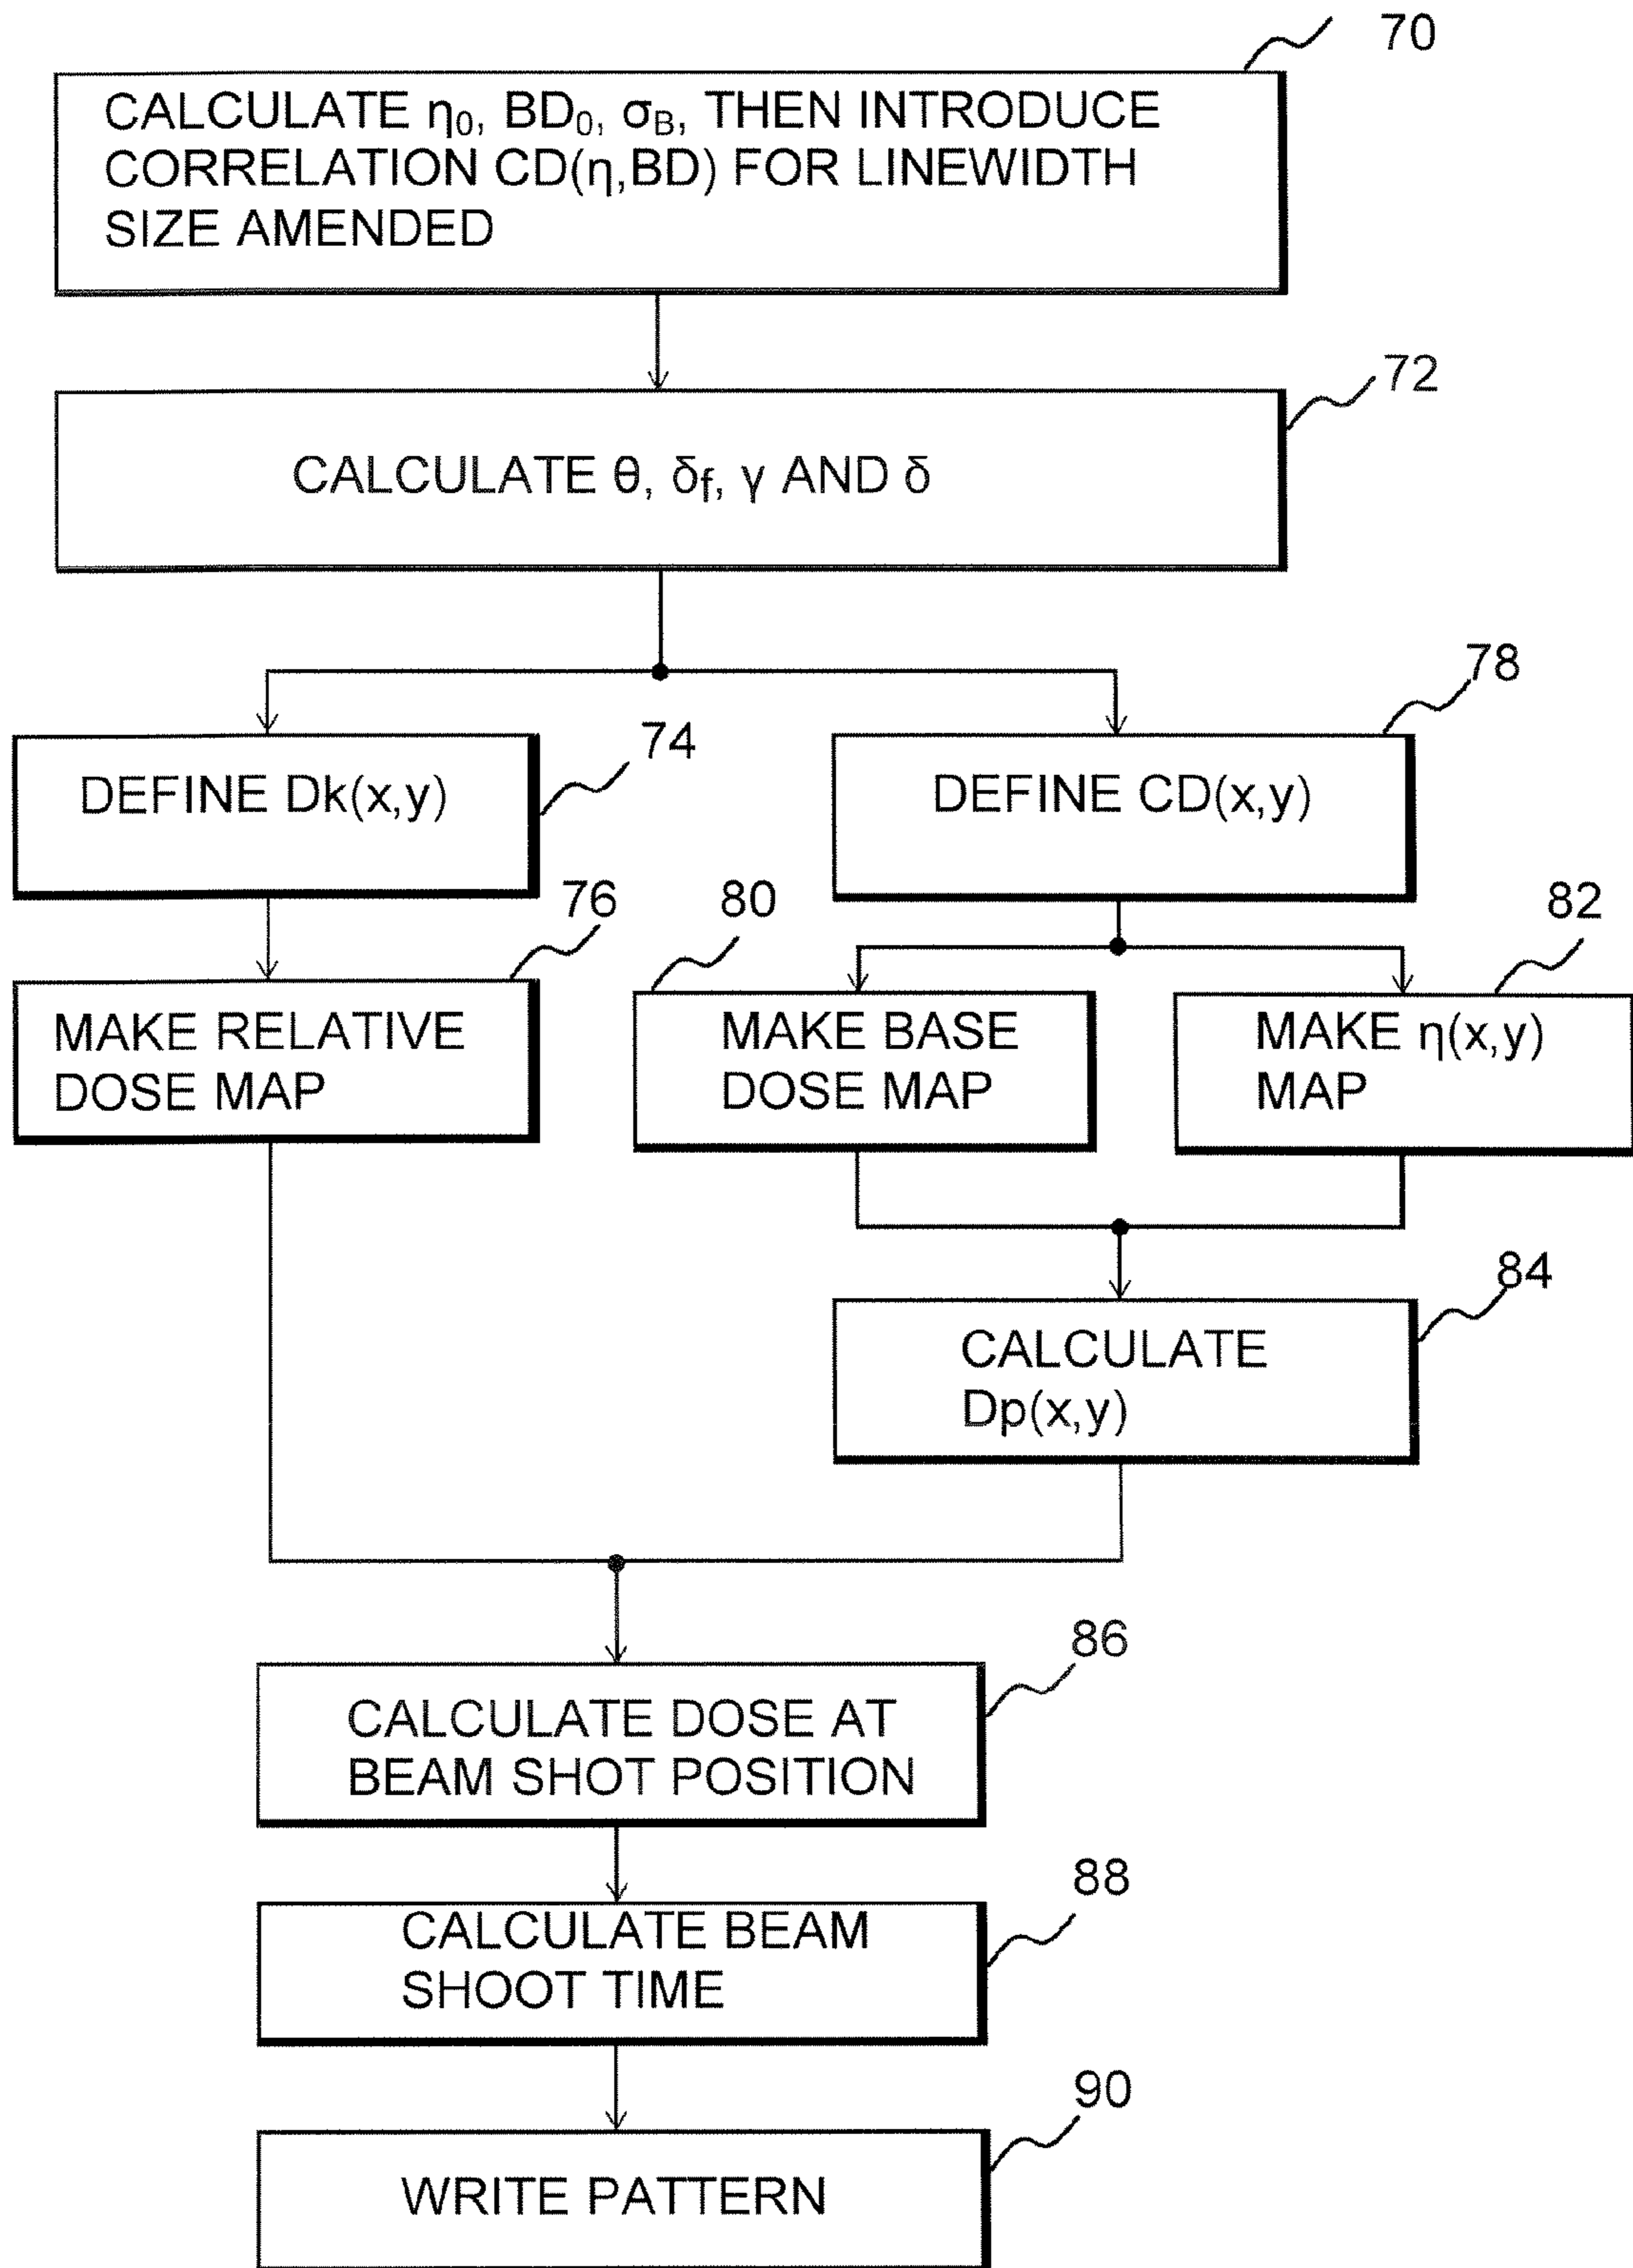 70
CALCULATE η₀, BD₀, σ_B, THEN INTRODUCE
CORRELATION CD(η,BD) FOR LINEWIDTH
SIZE AMENDED
72
CALCULATE θ, δ_f, γ AND δ
74
DEFINE Dk(x,y)
78
DEFINE CD(x,y)
76
MAKE RELATIVE
DOSE MAP
80
MAKE BASE
DOSE MAP
82
MAKE η(x,y)
MAP
84
CALCULATE
Dp(x,y)
86
CALCULATE DOSE AT
BEAM SHOT POSITION
88
CALCULATE BEAM
SHOOT TIME
90
WRITE PATTERN